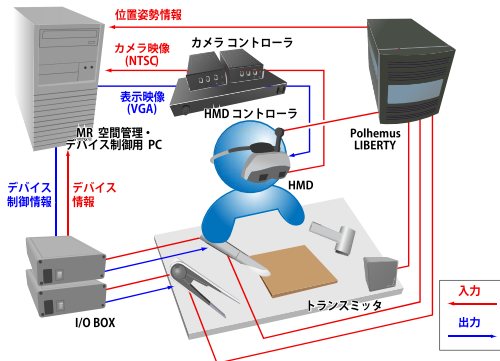 位置姿勢情報
カメラ映像
(NTSC)
カメラ コントローラ
表示映像
(VGA)
HMD コントローラ
MR 空間管理・
デバイス制御用 PC
Polhemus
LIBERTY
HMD
デバイス
制御情報
デバイス
情報
I/O BOX
トランスミッタ
入力
出力